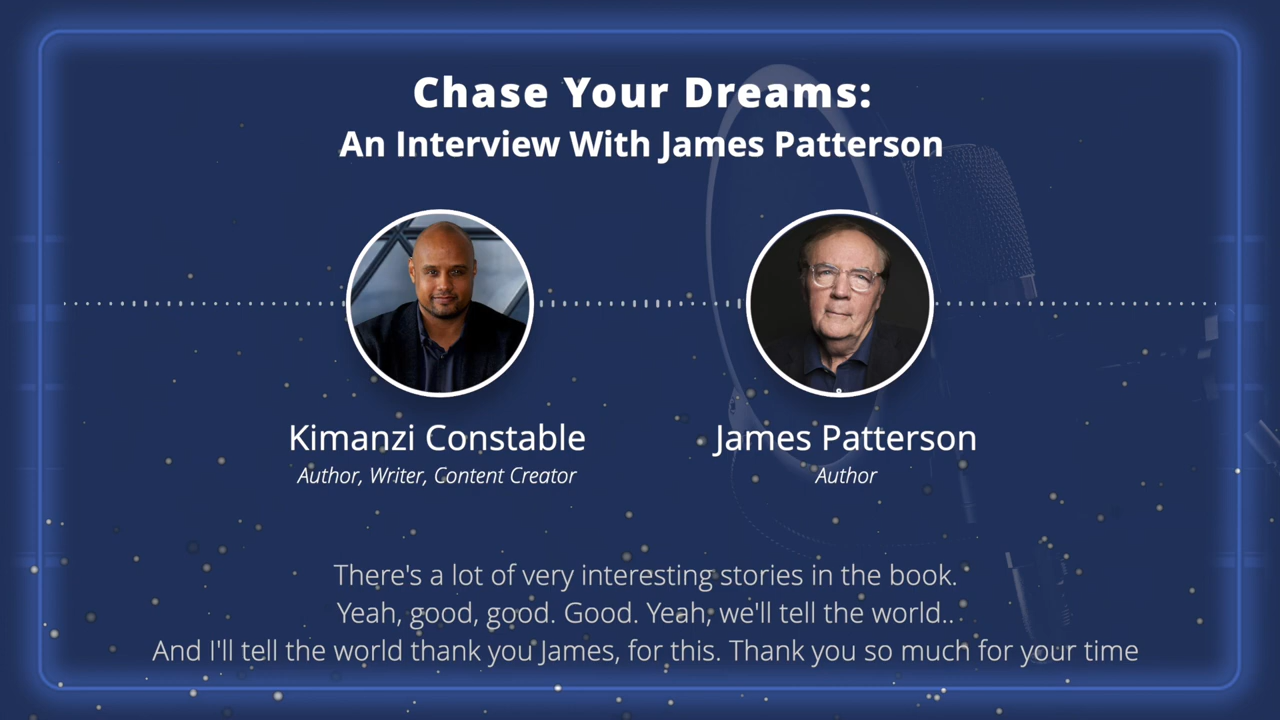 Chase Your Dreams:
An Interview With James Patterson
Kimanzi Constable
Author, Writer, Content Creator
James Patterson
Author
There's a lot of very interesting stories in the book.
Yeah, good, good. Good. Yeah, we'll tell the world..
And I'll tell the world thank you James, for this. Thank you so much for your time